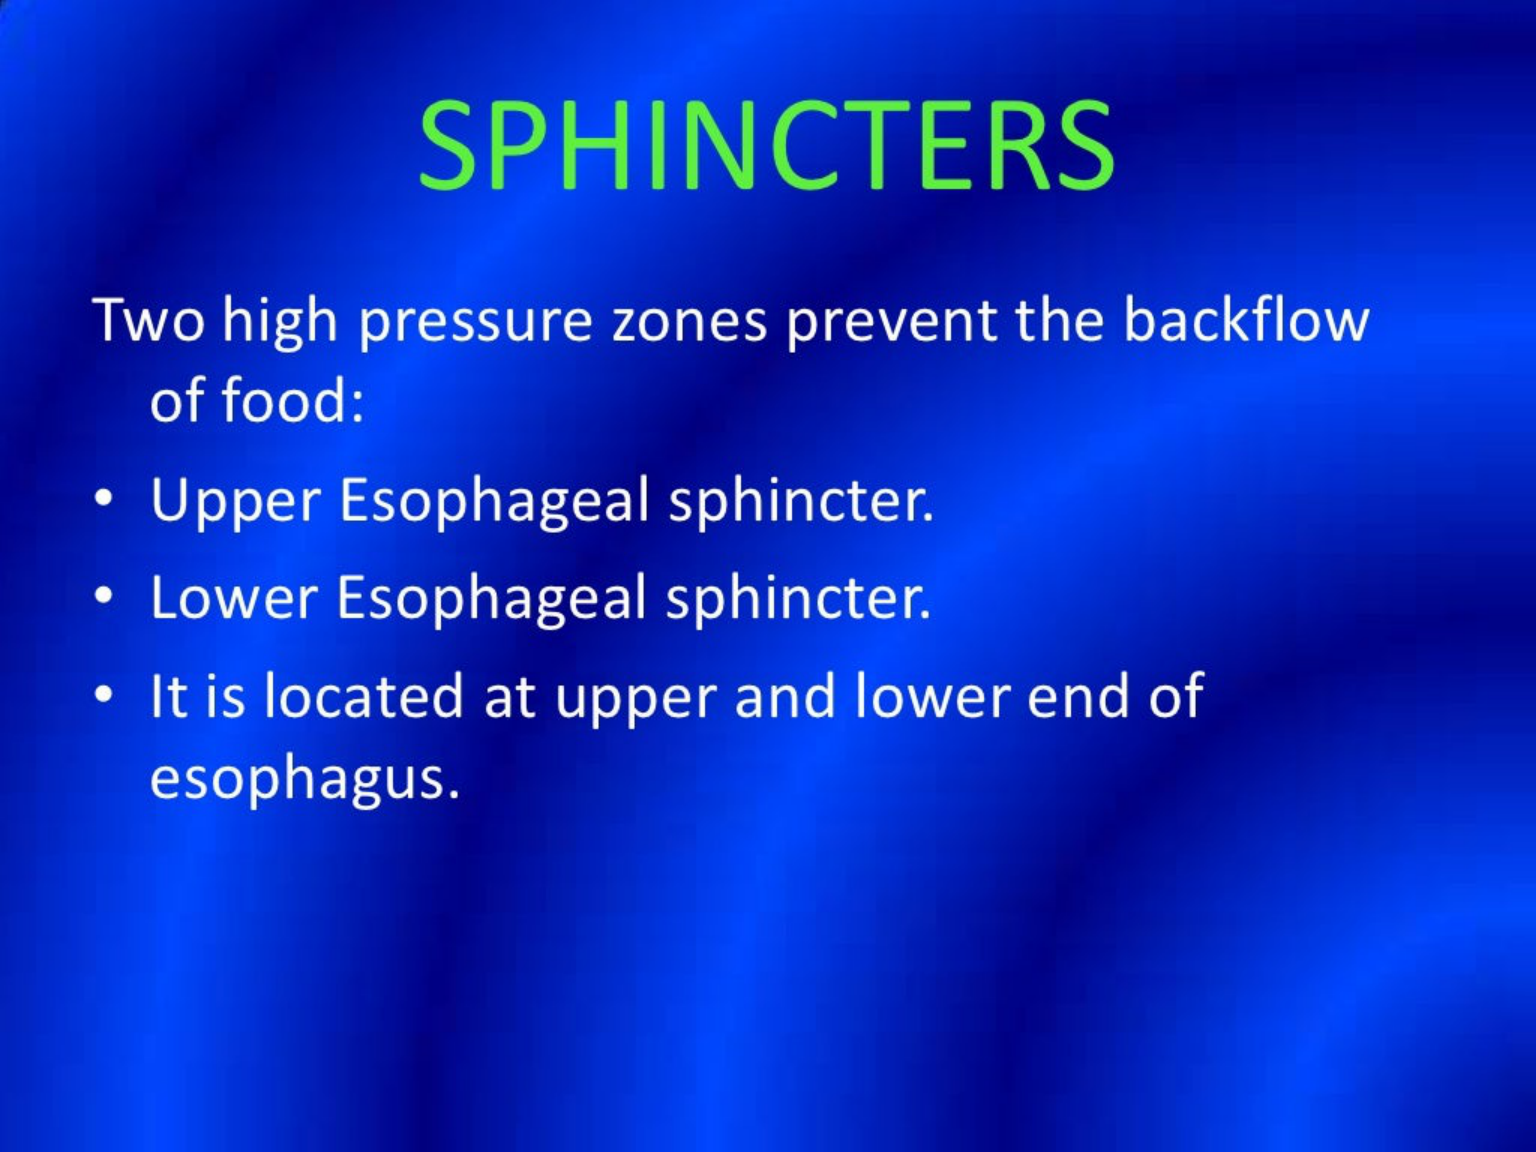 SPHINCTERS
Two high pressure zones prevent the backflow
of food:
• Upper Esophageal sphincter.
• Lower Esophageal sphincter.
• It is located at upper and lower end of
esophagus.